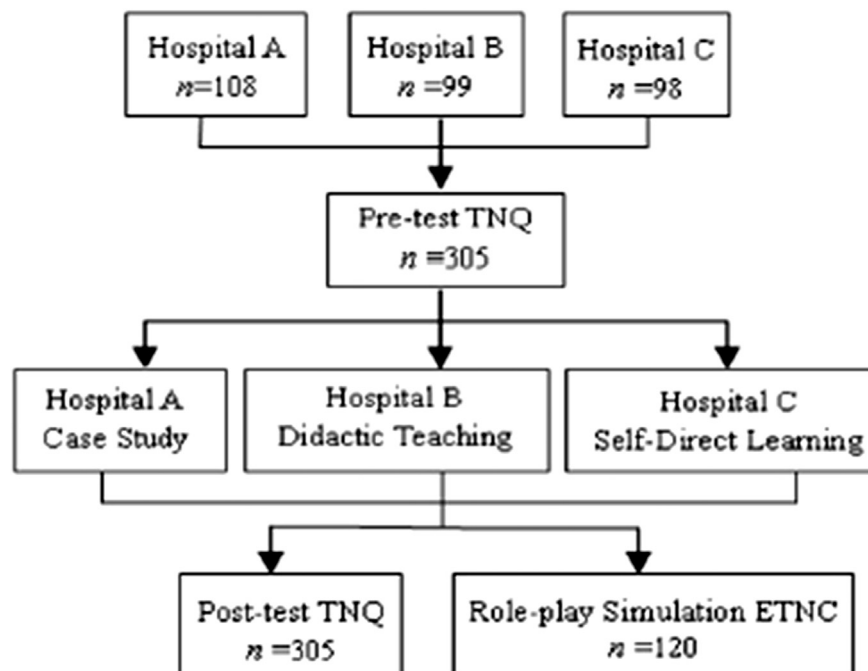 Hospital A
n=108
Hospital B
n =99
Hospital C
n =98
Pre-test TNQ
n =305
Hospital A
Case Study
Hospital B
Didactic Teaching
Hospital C
Self-Direct Learning
Post-test TNQ
n =305
Role-play Simulation ETNC
n =120